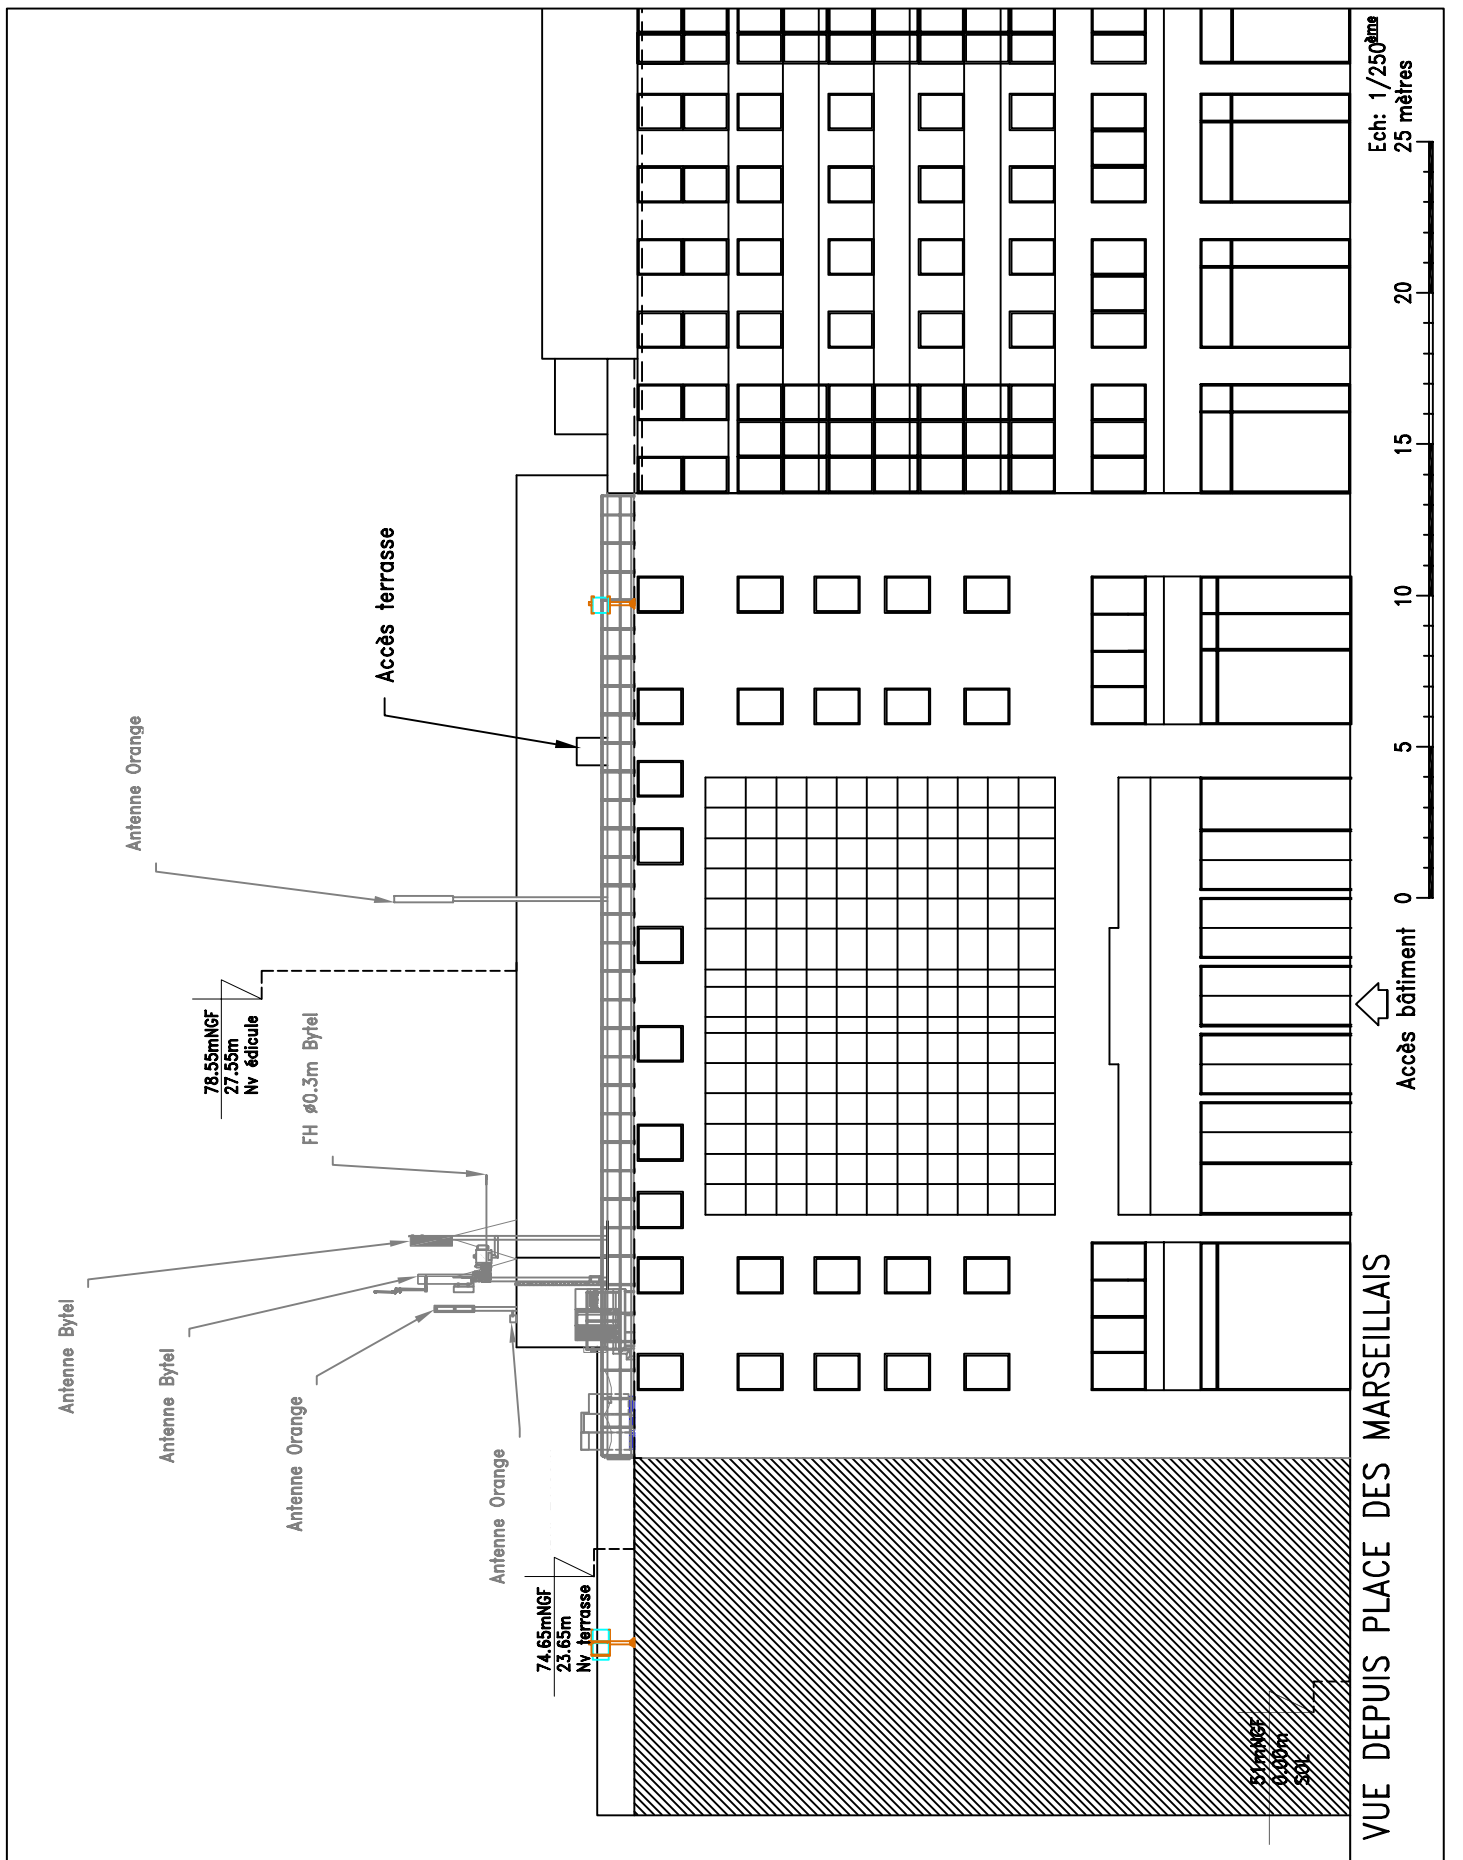 Antenne Bytel
Antenne Bytel
Antenne Orange
Antenne Orange
FH ø0.3m Bytel
78.55mNGF
27.55m
Nv édicule
Antenne Orange
Accès terrasse
74.65mNGF
23.65m
Nv terrasse
51mNGF
0.00m
SOL
Accès bâtiment
0
5
10
15
20
25 mètres
Ech: 1/250ème
VUE DEPUIS PLACE DES MARSEILLAIS